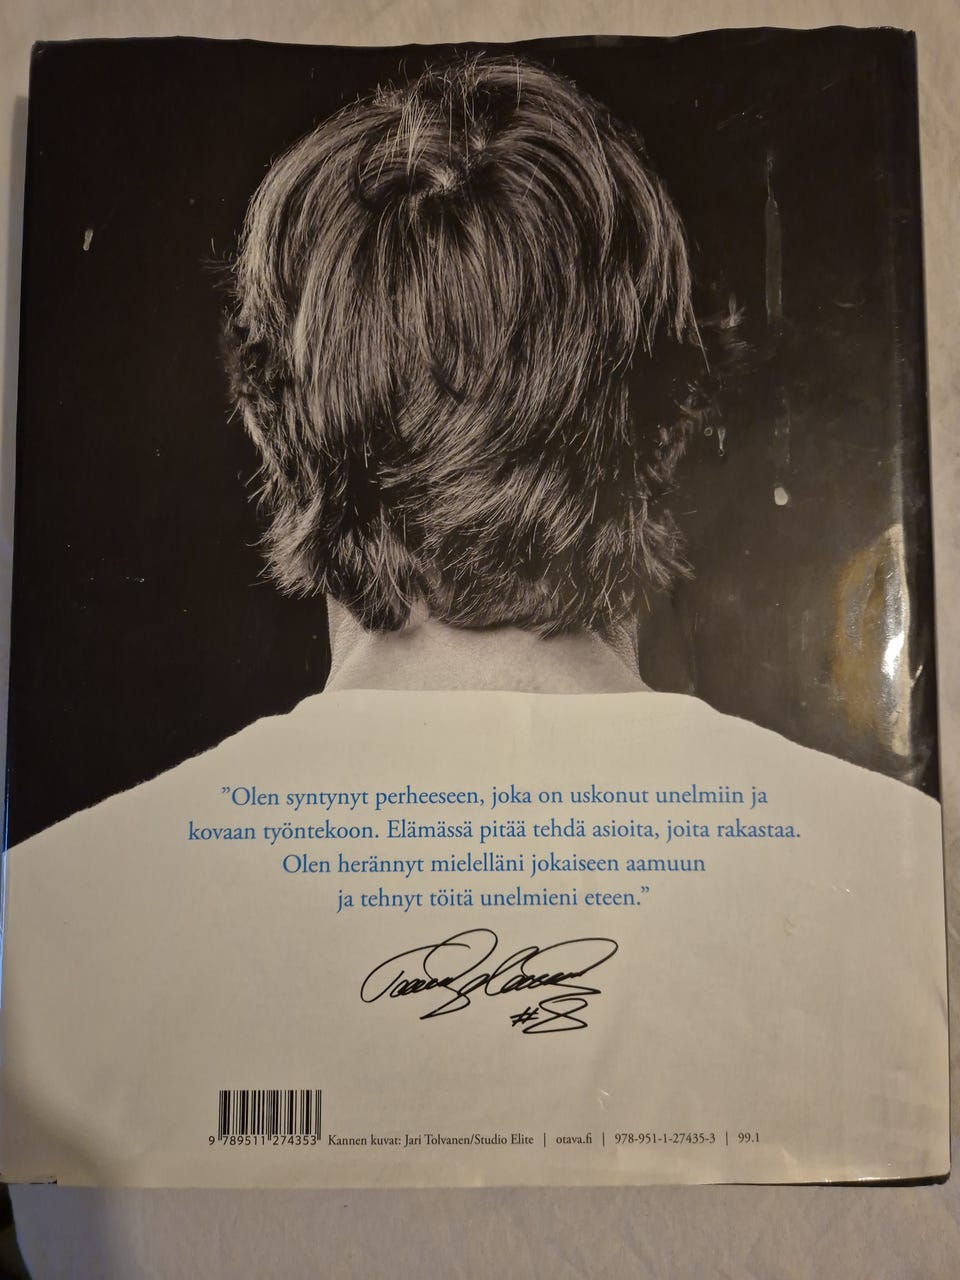 ”Olen syntynyt perheeseen, joka on uskonut unelmiin ja
kovaan työntekoon. Elämässä pitää tehdä asioita, joita rakastaa.
Olen herännyt mielelläni jokaiseen aamuun
ja tehnyt töitä unelmieni eteen.”
#8
9 789511 274353
Kannen kuvat: Jari Tolvanen/Studio Elite | otava.fi | 978-951-1-27435-3 | 99.1